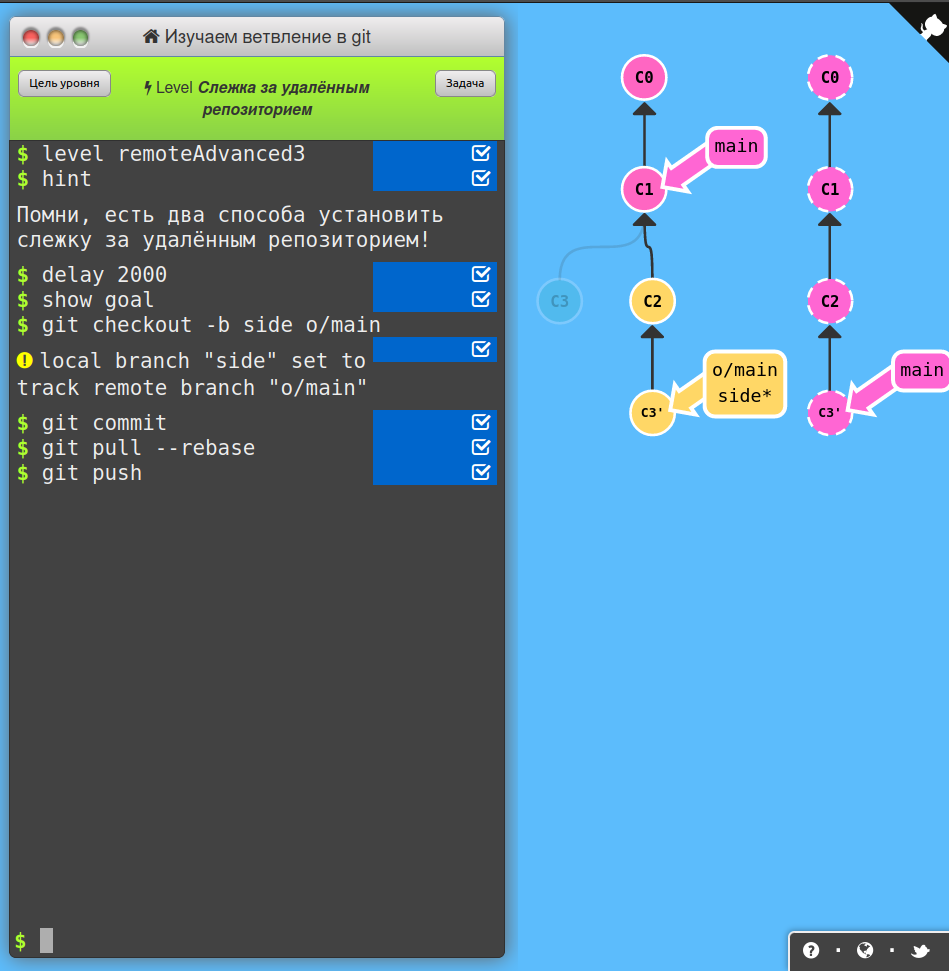 Изучаем ветвление в git
Цель уровня
Level Слежка за удалённым
репозиторием
Задача
$ level remoteAdvanced3
$ hint
Помни, есть два способа установить
слежку за удалённым репозиторием!
$ delay 2000
$ show goal
$ git checkout -b side o/main
local branch "side" set to
track remote branch "o/main"
$ git commit
$ git pull --rebase
$ git push
$
C0
main
C1
C3
C2
o/main
side*
C3'
C0
C1
C2
main
C3'
?